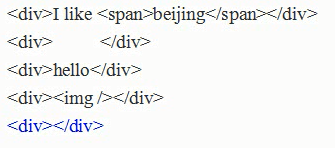 <div>I like <span>beijing</span></div>
<div>          </div>
<div>hello</div>
<div><img /></div>
<div></div>